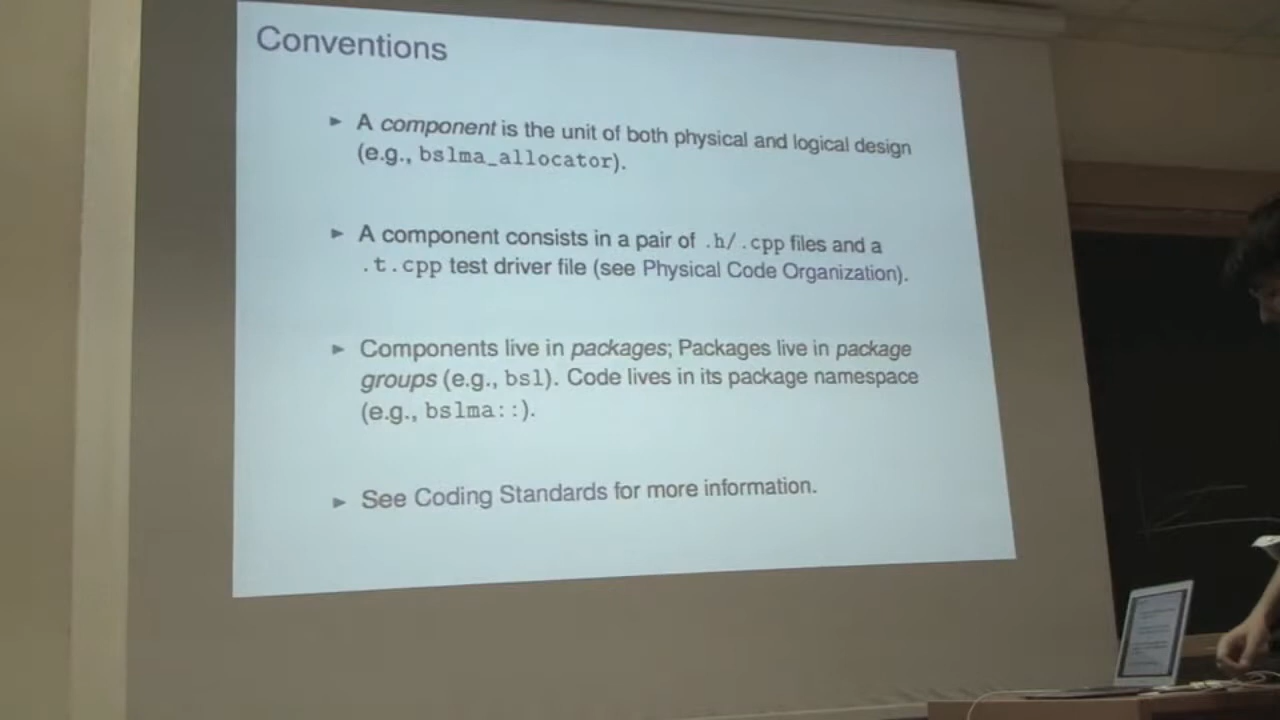 Conventions
► A component is the unit of both physical and logical design
(e.g., bslma_allocator).
► A component consists in a pair of .h/.cpp files and a
.t.cpp test driver file (see Physical Code Organization).
► Components live in packages; Packages live in package
groups (e.g., bsl). Code lives in its package namespace
(e.g., bslma::).
► See Coding Standards for more information.